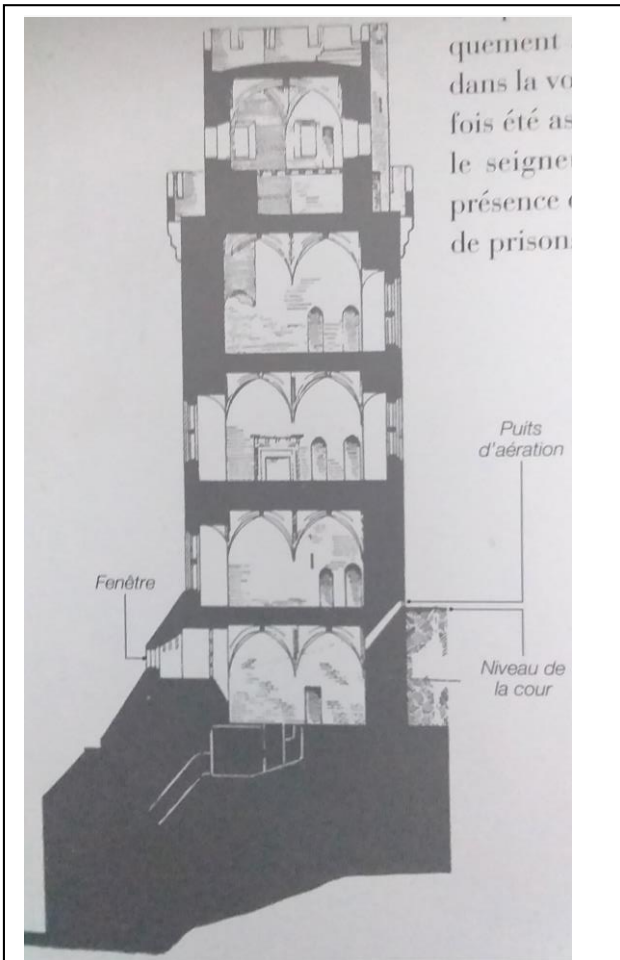 quement
dans la vo
fois été as
le seigne
présence
de prison.
Puits
d'aération
Fenêtre
Niveau de
la cour